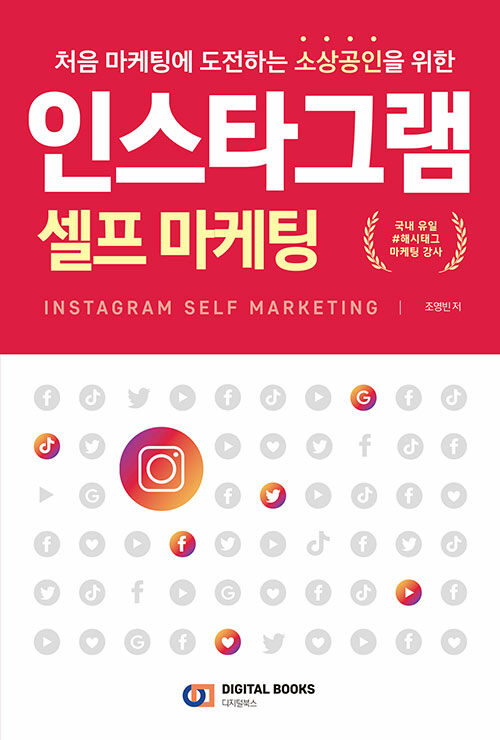 처음 마케팅에 도전하는 소상공인을 위한
인스타그램
셀프 마케팅
국내 유일
#해시태그
마케팅 강사
INSTAGRAM SELF MARKETING | 조영빈 저
DIGITAL BOOKS
디지털북스